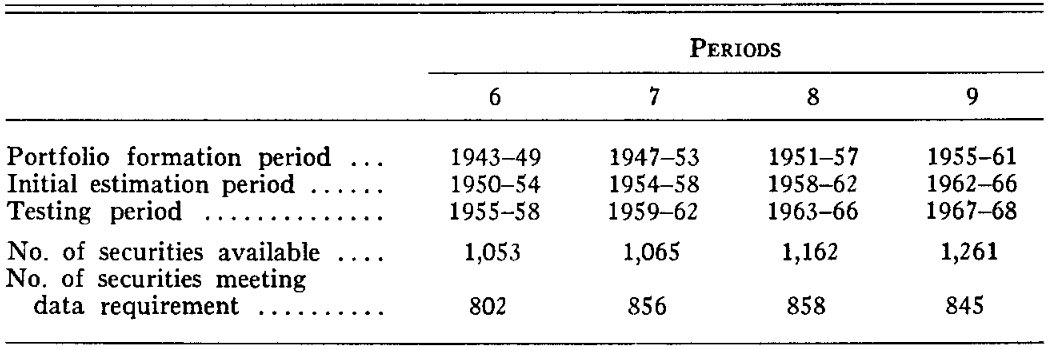 PERIODS
6 7 8 9
Portfolio formation period ... 1943–49 1947–53 1951–57 1955–61
Initial estimation period ...... 1950–54 1954–58 1958–62 1962–66
Testing period ............... 1955–58 1959–62 1963–66 1967–68
No. of securities available .... 1,053 1,065 1,162 1,261
No. of securities meeting
data requirement .......... 802 856 858 845